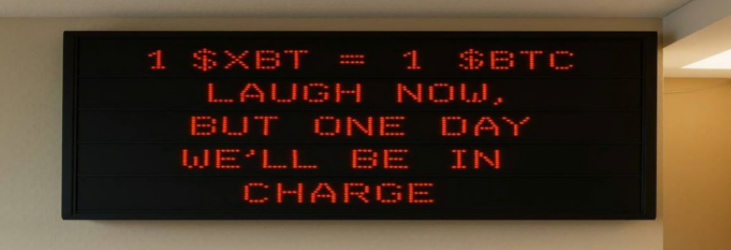 1 $XBT = 1 $BTC
LAUGH NOW,
BUT ONE DAY
WE'LL BE IN
CHARGE